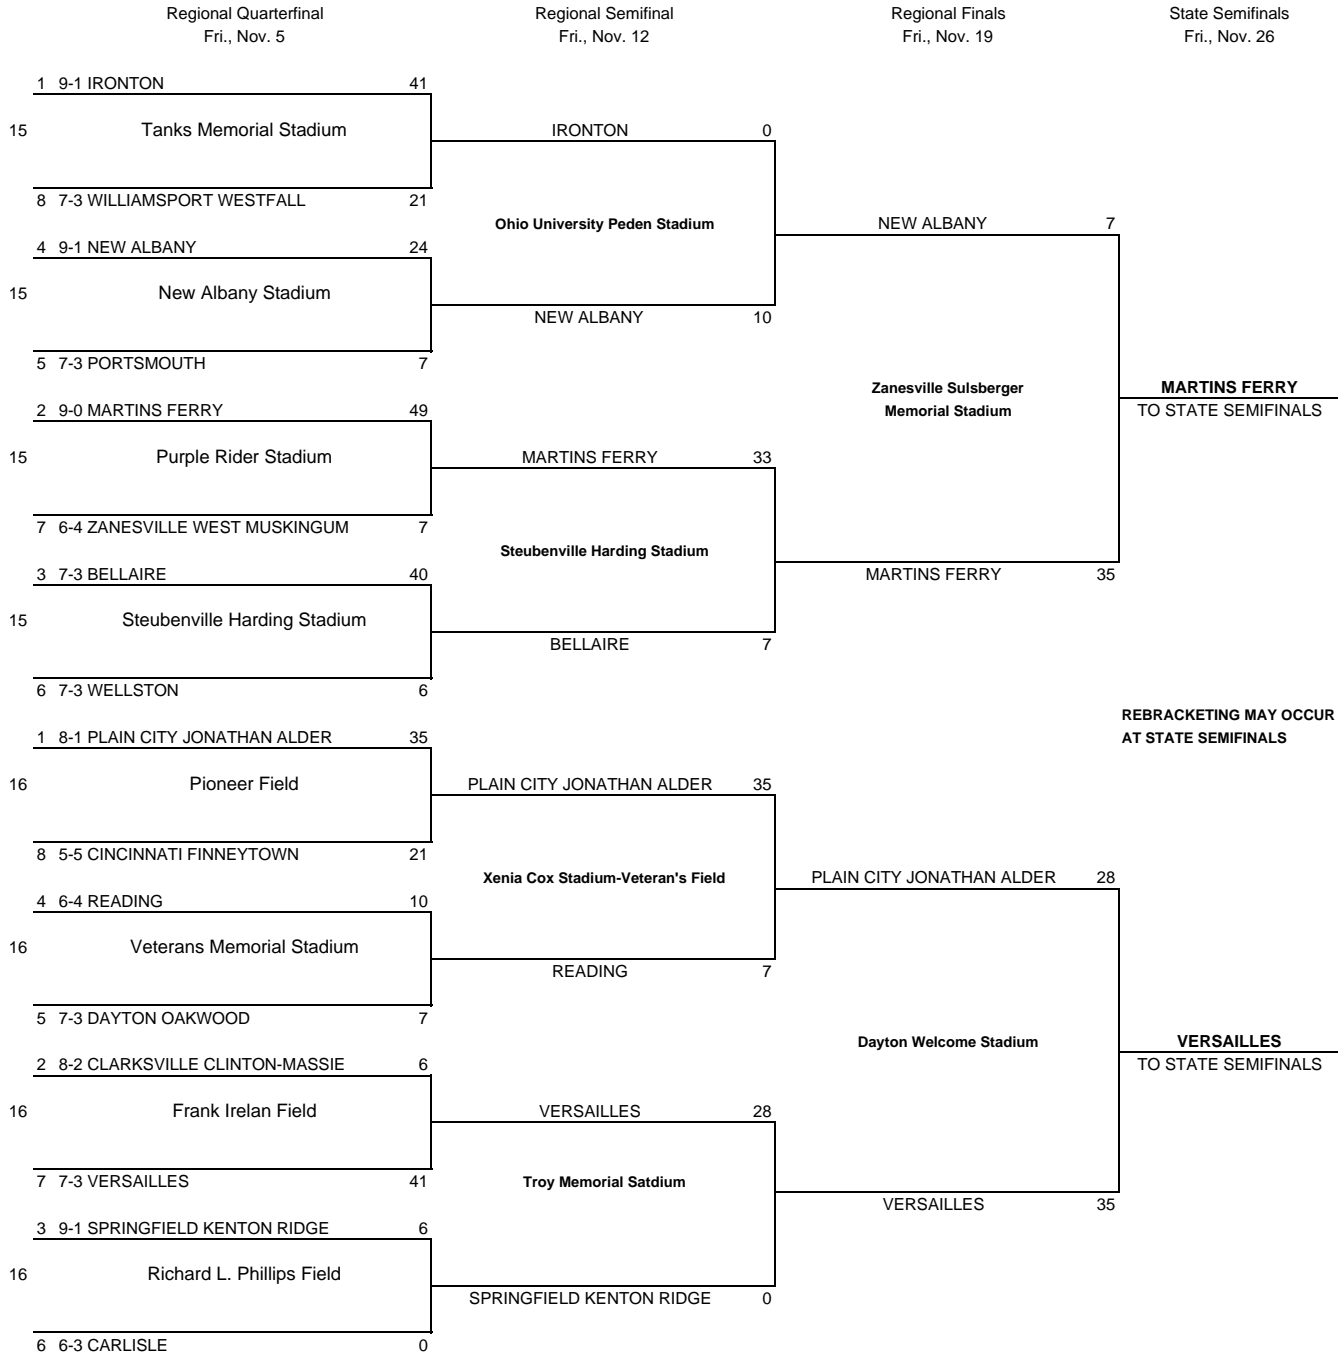 Regional Quarterfinal Regional Semifinal Regional Finals State Semifinals
Fri., Nov. 5 Fri., Nov. 12 Fri., Nov. 19 Fri., Nov. 26
1 9-1 IRONTON 41
15 Tanks Memorial Stadium IRONTON 0
8 7-3 WILLIAMSPORT WESTFALL 21
Ohio University Peden Stadium NEW ALBANY 7
4 9-1 NEW ALBANY 24
15 New Albany Stadium
NEW ALBANY 10
5 7-3 PORTSMOUTH 7
Zanesville Sulsberger MARTINS FERRY
2 9-0 MARTINS FERRY 49 Memorial Stadium TO STATE SEMIFINALS
15 Purple Rider Stadium MARTINS FERRY 33
7 6-4 ZANESVILLE WEST MUSKINGUM 7
Steubenville Harding Stadium
3 7-3 BELLAIRE 40 MARTINS FERRY 35
15 Steubenville Harding Stadium
BELLAIRE 7
6 7-3 WELLSTON 6
REBRACKETING MAY OCCUR
1 8-1 PLAIN CITY JONATHAN ALDER 35 AT STATE SEMIFINALS
16 Pioneer Field PLAIN CITY JONATHAN ALDER 35
8 5-5 CINCINNATI FINNEYTOWN 21
Xenia Cox Stadium-Veteran's Field PLAIN CITY JONATHAN ALDER 28
4 6-4 READING 10
16 Veterans Memorial Stadium
READING 7
5 7-3 DAYTON OAKWOOD 7
Dayton Welcome Stadium VERSAILLES
2 8-2 CLARKSVILLE CLINTON-MASSIE 6 TO STATE SEMIFINALS
16 Frank Irelan Field VERSAILLES 28
7 7-3 VERSAILLES 41 Troy Memorial Satdium
VERSAILLES 35
3 9-1 SPRINGFIELD KENTON RIDGE 6
16 Richard L. Phillips Field
SPRINGFIELD KENTON RIDGE 0
6 6-3 CARLISLE 0